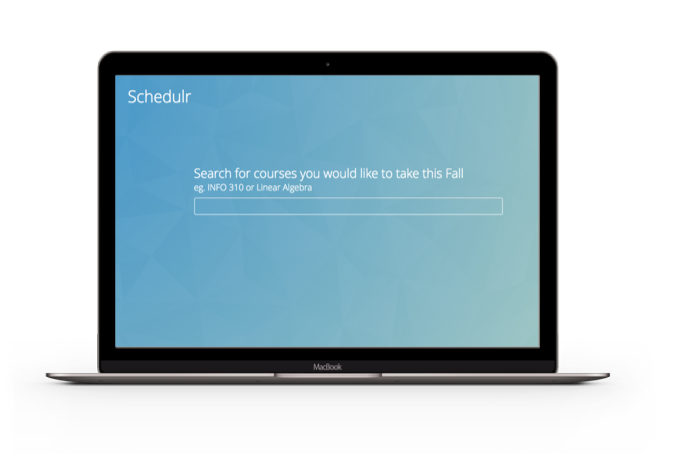 Schedulr
Search for courses you would like to take this Fall
eg. INFO 310 or Linear Algebra
MacBook